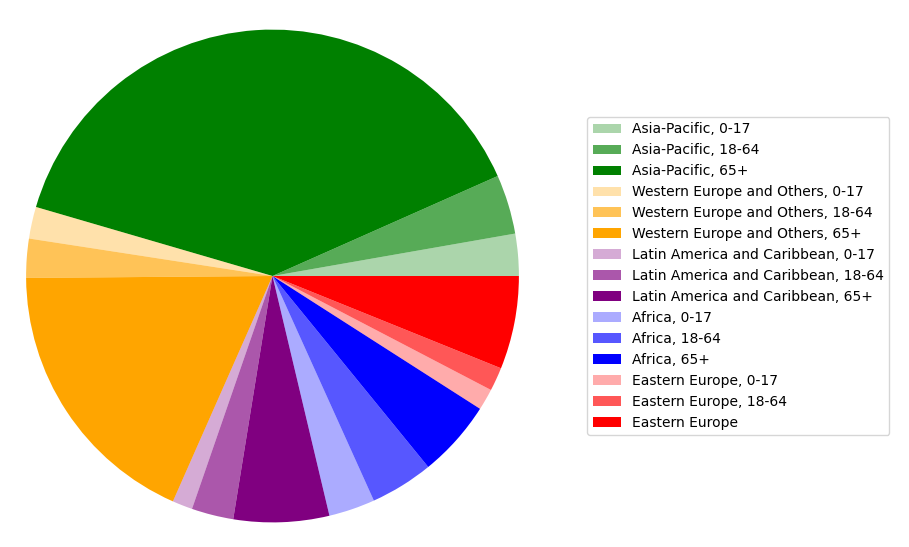 Asia-Pacific, 0-17
Asia-Pacific, 18-64
Asia-Pacific, 65+
Western Europe and Others, 0-17
Western Europe and Others, 18-64
Western Europe and Others, 65+
Latin America and Caribbean, 0-17
Latin America and Caribbean, 18-64
Latin America and Caribbean, 65+
Africa, 0-17
Africa, 18-64
Africa, 65+
Eastern Europe, 0-17
Eastern Europe, 18-64
Eastern Europe